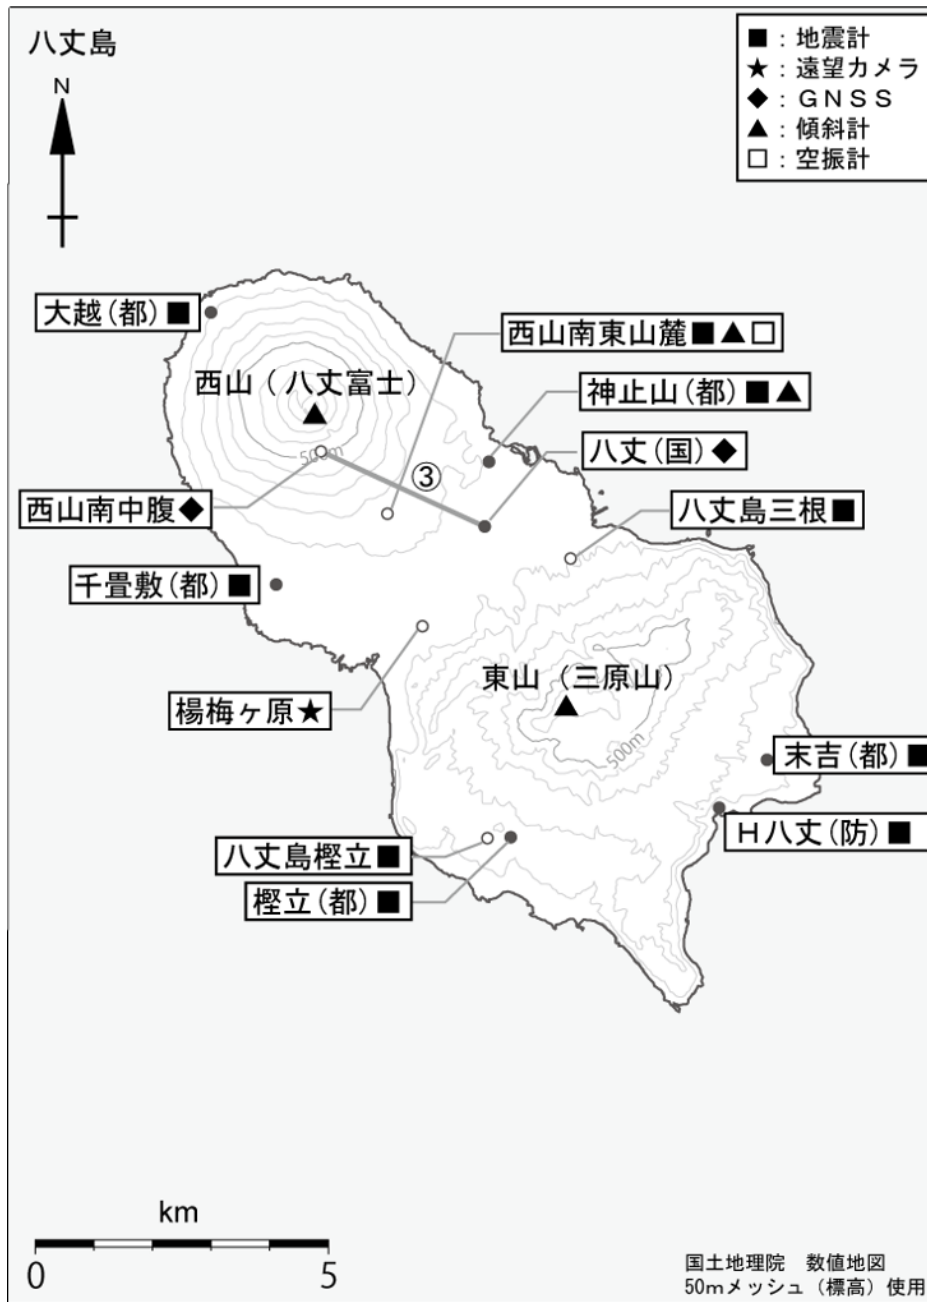 八丈島
N
■：地震計
★：遠望カメラ
◆：ＧＮＳＳ
▲：傾斜計
□：空振計
大越(都)■
西山南東山麓■▲□
西山（八丈富士）
神止山(都)■▲
500m
③
八丈(国)◆
西山南中腹◆
八丈島三根■
千畳敷(都)■
東山（三原山）
楊梅ヶ原★
500m
末吉(都)■
Ｈ八丈(防)■
八丈島樫立■
樫立(都)■
km
0 5
国土地理院　数値地図
50mメッシュ（標高）使用